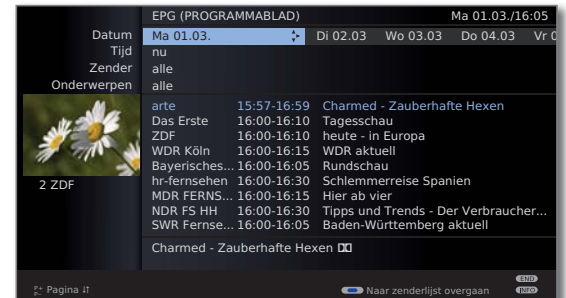 EPG (PROGRAMMABLAD) Ma 01.03./16:05
Datum Ma 01.03. Di 02.03 Wo 03.03 Do 04.03 Vr 0
Tijd nu
Zender alle
Onderwerpen alle
arte 15:57-16:59 Charmed - Zauberhafte Hexen
Das Erste 16:00-16:10 Tagesschau
ZDF 16:00-16:10 heute - in Europa
WDR Köln 16:00-16:15 WDR aktuell
Bayerisches... 16:00-16:05 Rundschau
hr-fernsehen 16:00-16:30 Schlemmerreise Spanien
MDR FERNS... 16:00-16:15 Hier ab vier
NDR FS HH 16:00-16:30 Tipps und Trends - Der Verbraucher...
SWR Fernse... 16:00-16:05 Baden-Württemberg aktuell
2 ZDF
Charmed - Zauberhafte Hexen
END
P+ P- Pagina
Naar zenderlijst overgaan INFO